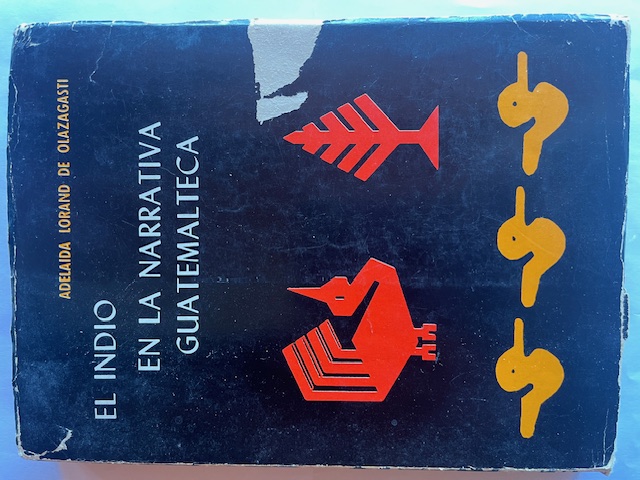 ADELAIDA LORAND DE OLAZAGASTI
EL INDIO
EN LA NARRATIVA
GUATEMALTECA